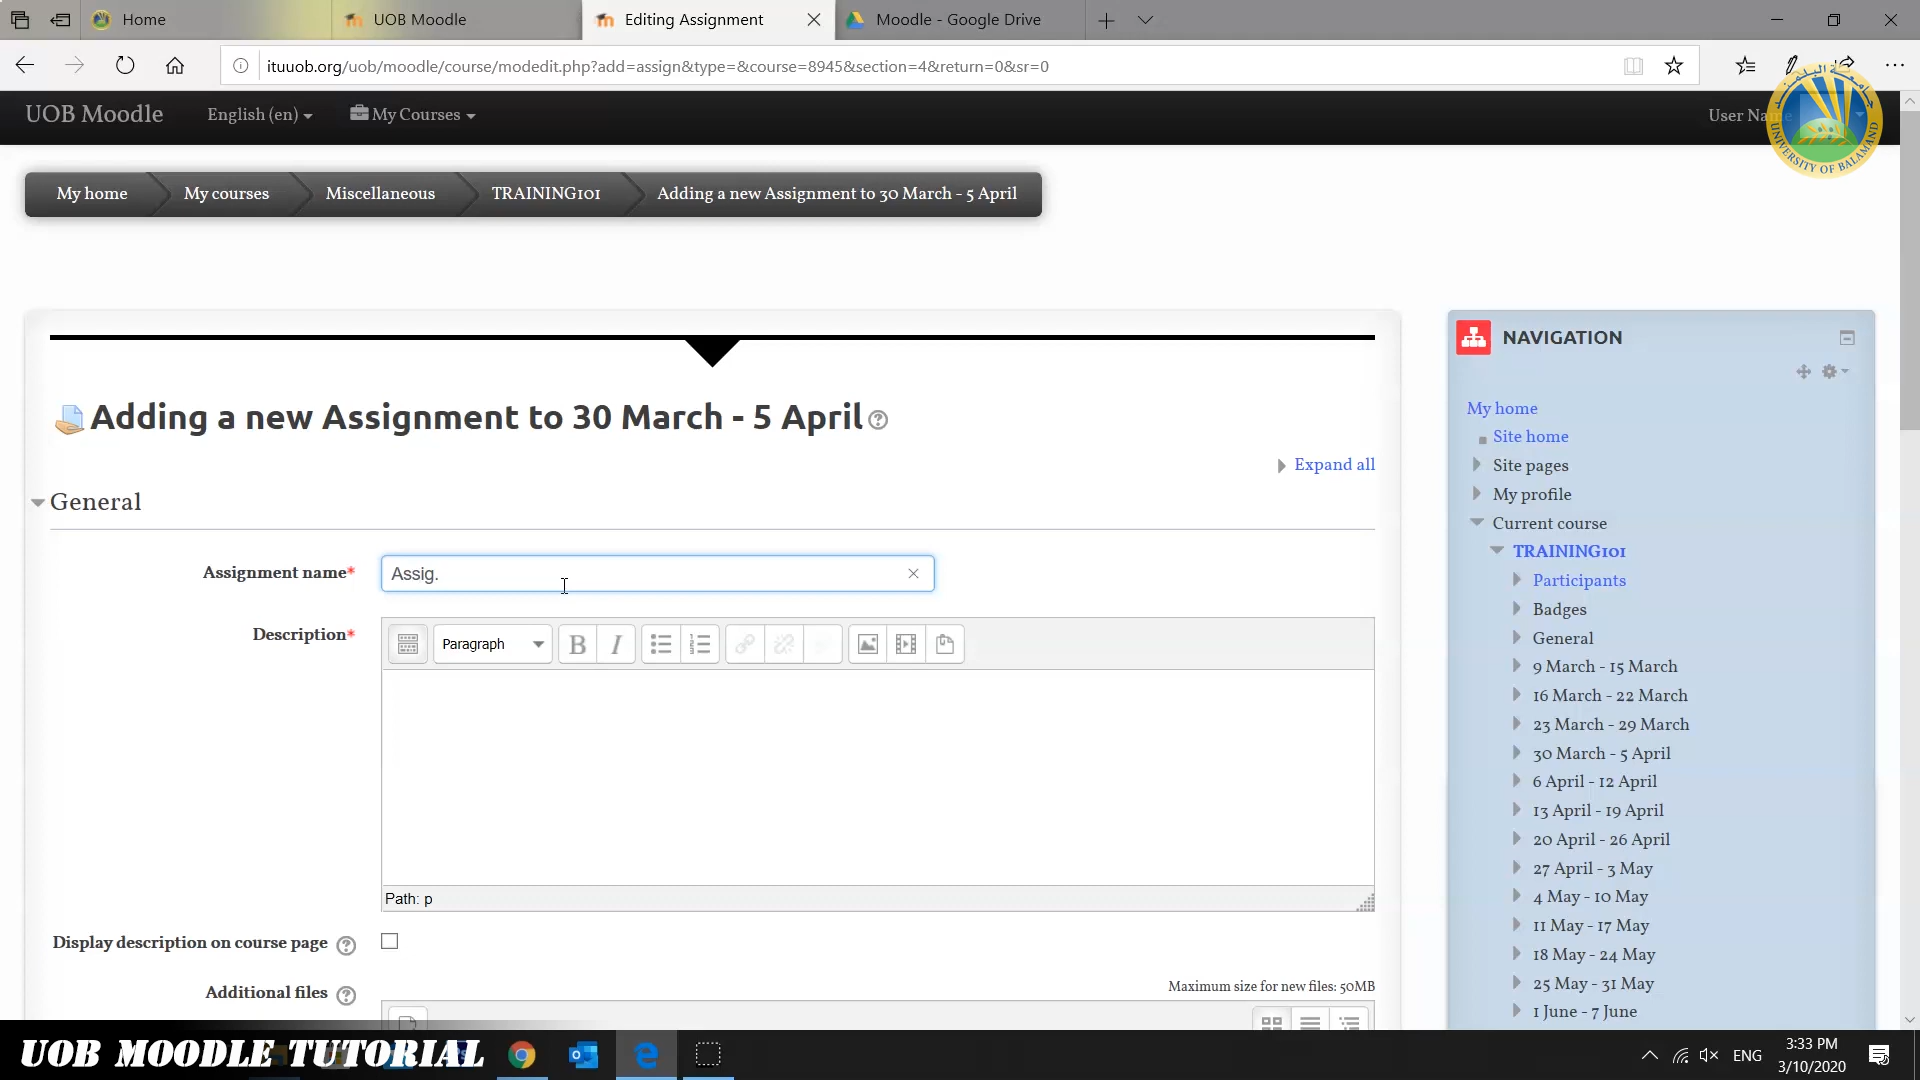 Home
UOB Moodle
Editing Assignment
Moodle - Google Drive
ituuob.org/uob/moodle/course/modedit.php?add=assign&type=&course=8945&section=4&return=0&sr=0
UOB Moodle
English (en)
My Courses
User
جامعة البلمند
UNIVERSITY OF BALAMAND
My home
My courses
Miscellaneous
TRAINING101
Adding a new Assignment to 30 March - 5 April
Adding a new Assignment to 30 March - 5 April
Expand all
General
Assignment name*
Assig.
Description*
Paragraph
B
I
Path: p
Display description on course page
Additional files
Maximum size for new files: 50MB
NAVIGATION
My home
Site home
Site pages
My profile
Current course
TRAINING101
Participants
Badges
General
9 March - 15 March
16 March - 22 March
23 March - 29 March
30 March - 5 April
6 April - 12 April
13 April - 19 April
20 April - 26 April
27 April - 3 May
4 May - 10 May
11 May - 17 May
18 May - 24 May
25 May - 31 May
1 June - 7 June
UOB MOODLE TUTORIAL
ENG
3:33 PM
3/10/2020